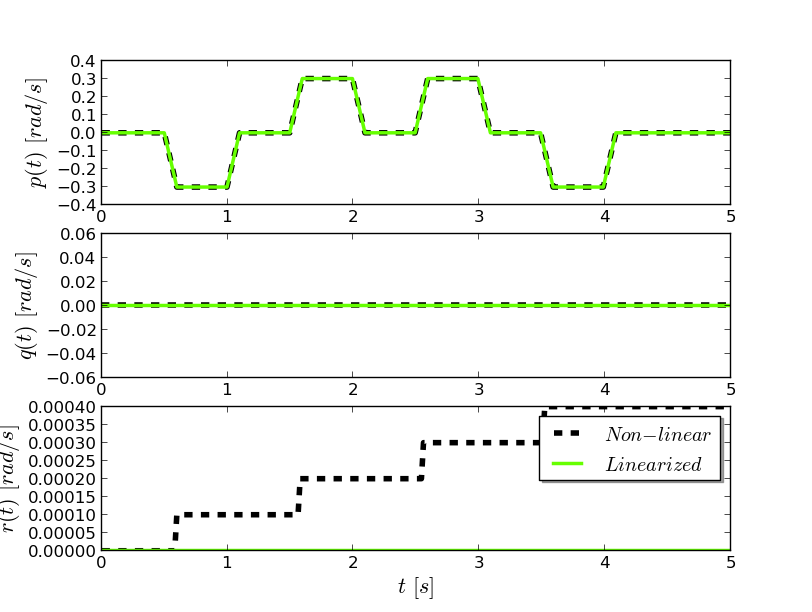 0.4
0.3
0.2
0.1
0.0
−0.1
−0.2
−0.3
−0.4
p(t) [rad/s]
0 1 2 3 4 5
0.06
0.04
0.02
0.00
−0.02
−0.04
−0.06
q(t) [rad/s]
0 1 2 3 4 5
0.00040
0.00035
0.00030
0.00025
0.00020
0.00015
0.00010
0.00005
0.00000
r(t) [rad/s]
Non−linear
Linearized
0 1 2 3 4 5
t [s]